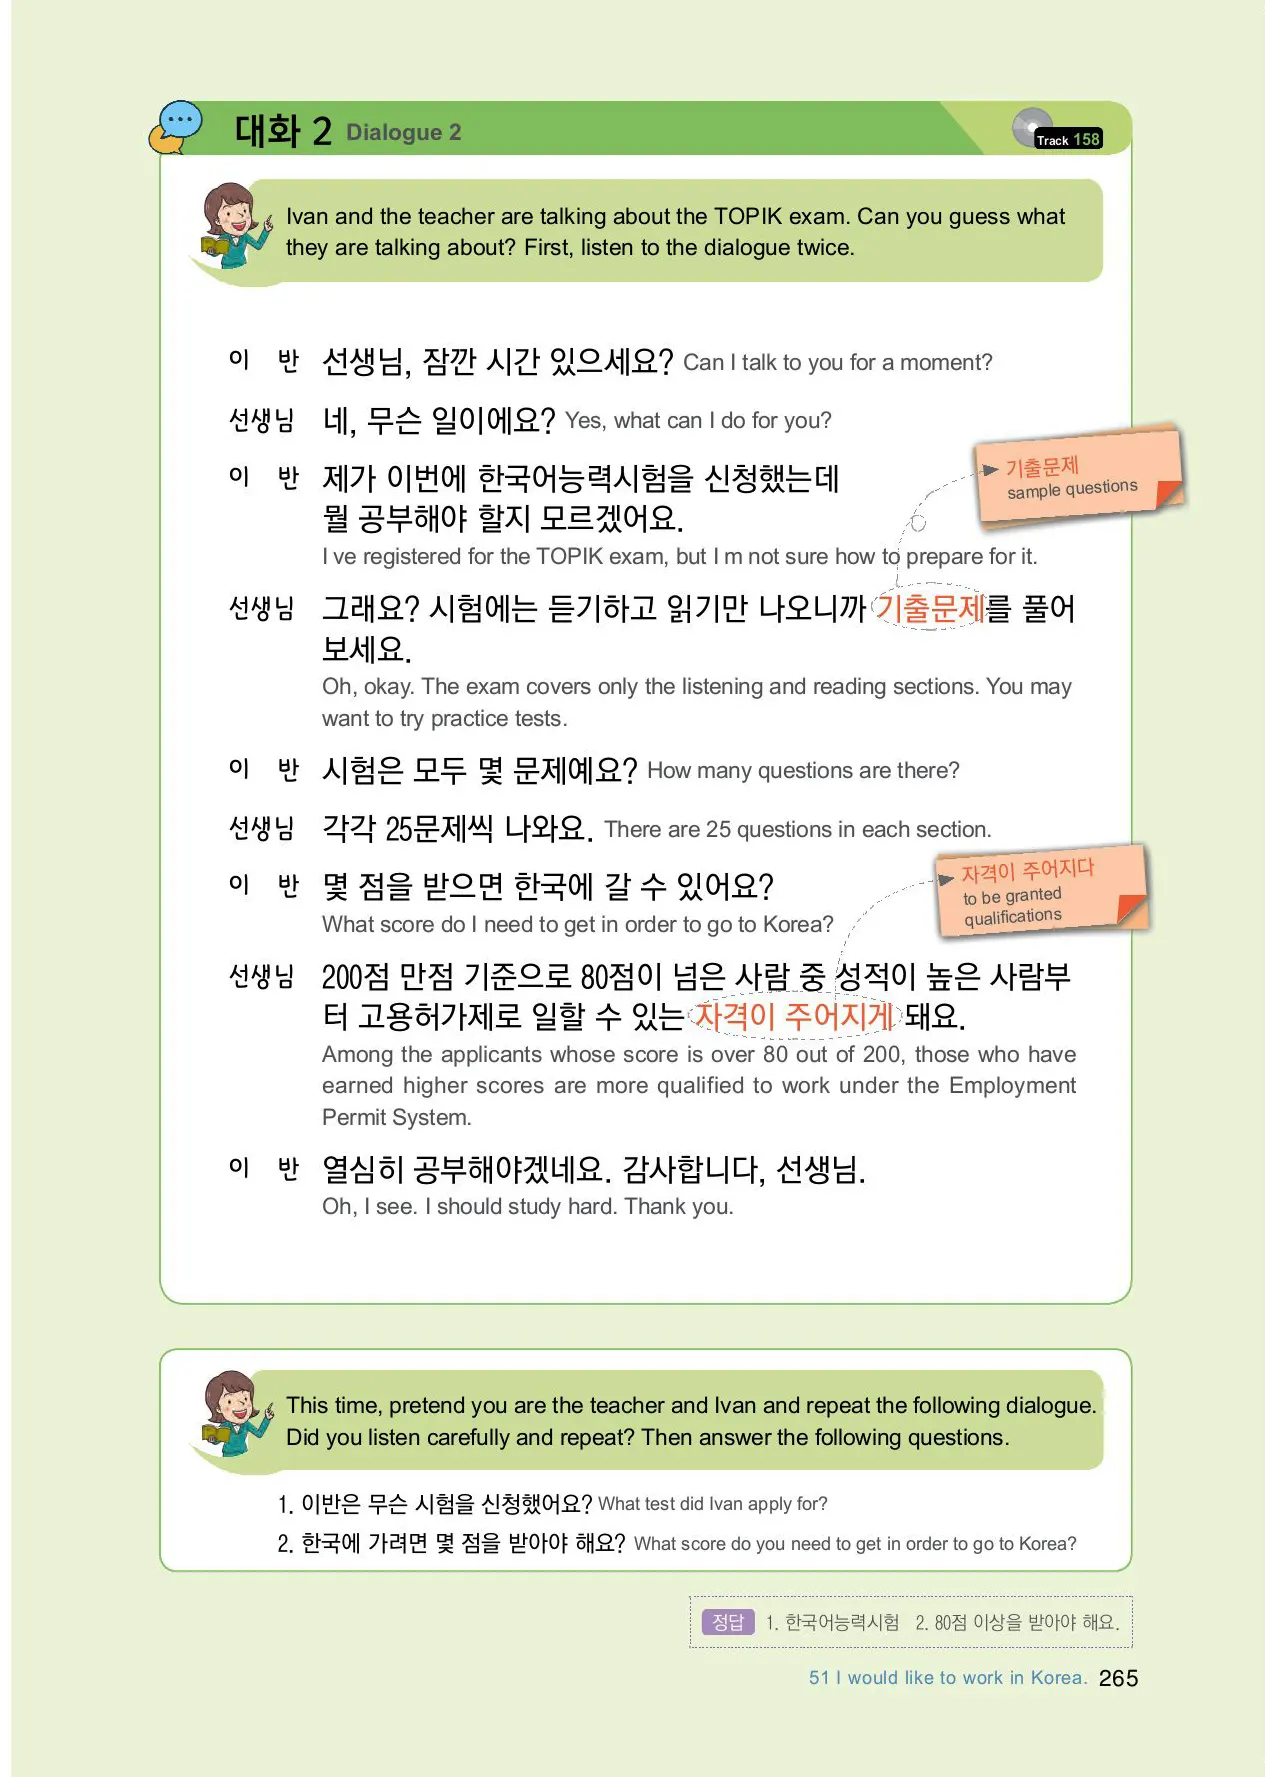 대화 2 Dialogue 2
Track 158
Ivan and the teacher are talking about the TOPIK exam. Can you guess what
they are talking about? First, listen to the dialogue twice.
이 반 선생님, 잠깐 시간 있으세요? Can I talk to you for a moment?
선생님 네, 무슨 일이에요? Yes, what can I do for you?
이 반 제가 이번에 한국어능력시험을 신청했는데
뭘 공부해야 할지 모르겠어요.
I ve registered for the TOPIK exam, but I m not sure how to prepare for it.
기출문제
sample questions
선생님 그래요? 시험에는 듣기하고 읽기만 나오니까 기출문제를 풀어
보세요.
Oh, okay. The exam covers only the listening and reading sections. You may
want to try practice tests.
이 반 시험은 모두 몇 문제예요? How many questions are there?
선생님 각각 25문제씩 나와요. There are 25 questions in each section.
이 반 몇 점을 받으면 한국에 갈 수 있어요?
What score do I need to get in order to go to Korea?
자격이 주어지다
to be granted
qualifications
선생님 200점 만점 기준으로 80점이 넘은 사람 중 성적이 높은 사람부
터 고용허가제로 일할 수 있는 자격이 주어지게 돼요.
Among the applicants whose score is over 80 out of 200, those who have
earned higher scores are more qualified to work under the Employment
Permit System.
이 반 열심히 공부해야겠네요. 감사합니다, 선생님.
Oh, I see. I should study hard. Thank you.
This time, pretend you are the teacher and Ivan and repeat the following dialogue.
Did you listen carefully and repeat? Then answer the following questions.
1. 이반은 무슨 시험을 신청했어요? What test did Ivan apply for?
2. 한국에 가려면 몇 점을 받아야 해요? What score do you need to get in order to go to Korea?
정답 1. 한국어능력시험 2. 80점 이상을 받아야 해요.
51 I would like to work in Korea. 265